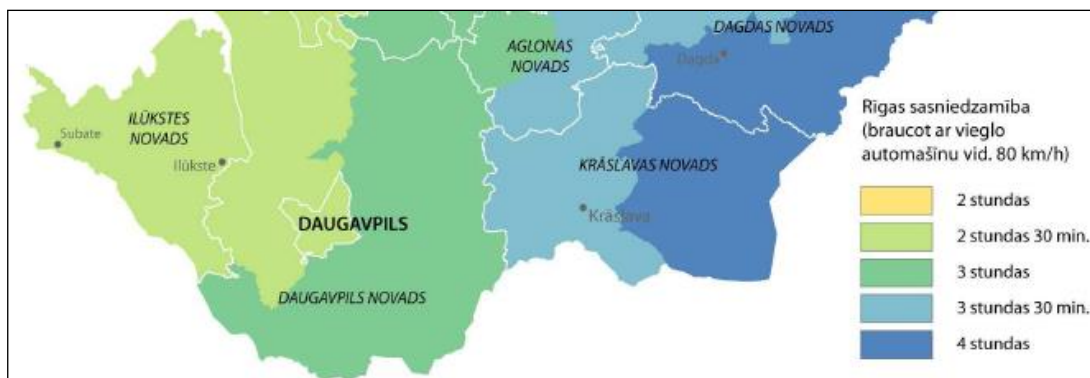 DAGDAS NOVADS
AGLONAS
NOVADS
Dagda
Rīgas sasniedzamība
(braucot ar vieglo
automašīnu vid. 80 km/h)
ILŪKSTES
NOVADS
Subate
Ilūkste
KRĀSLAVAS NOVADS
2 stundas
Krāslava
DAUGAVPILS
2 stundas 30 min.
3 stundas
DAUGAVPILS NOVADS
3 stundas 30 min.
4 stundas